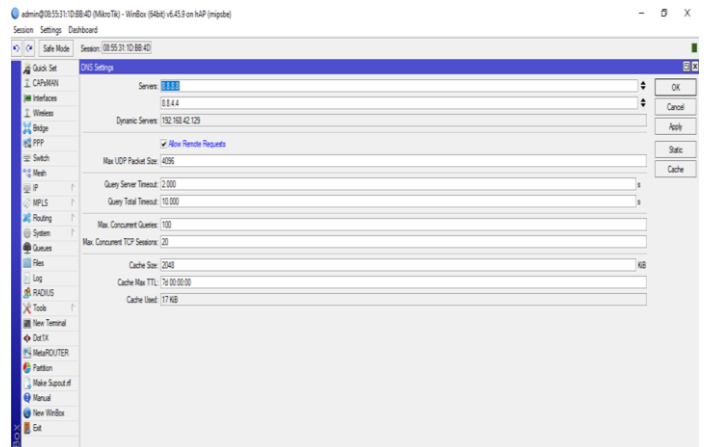 admin@08:55:31:1D:BB:4D (MikroTik) - WinBox (64bit) v6.45.9 on hAP (mipsbe)
Session Settings Dashboard
Safe Mode Session: 08:55:31:1D:BB:4D
Quick Set
CAPsMAN
Interfaces
Wireless
Bridge
PPP
Switch
Mesh
IP
MPLS
Routing
System
Queues
Files
Log
RADIUS
Tools
New Terminal
Dot1X
MetaROUTER
Partition
Make Supout.rif
Manual
New WinBox
Exit
DNS Settings
Servers: 8.8.8.8
8.8.4.4
Dynamic Servers: 192.168.42.129
Allow Remote Requests
Max UDP Packet Size: 4096
Query Server Timeout: 2.000 s
Query Total Timeout: 10.000 s
Max. Concurrent Queries: 100
Max. Concurrent TCP Sessions: 20
Cache Size: 2048 KiB
Cache Max TTL: 7d 00:00:00
Cache Used: 17 KiB
OK
Cancel
Apply
Static
Cache
Box